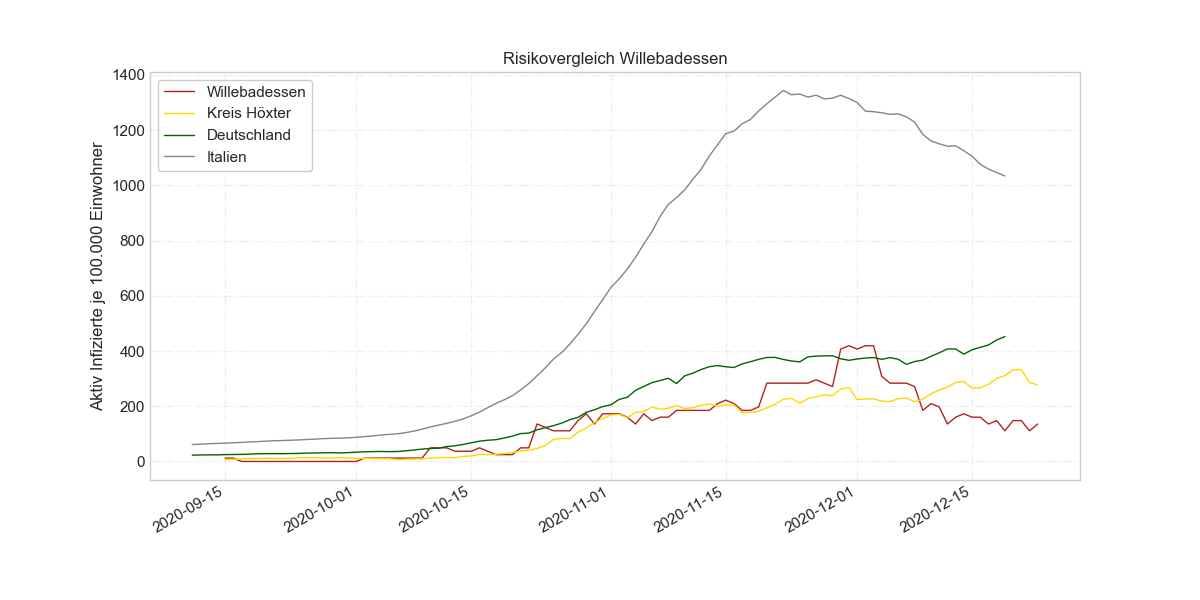 Risikovergleich Willebadessen
Aktiv Infizierte je 100.000 Einwohner
1400
1200
1000
800
600
400
200
0
Willebadessen
Kreis Höxter
Deutschland
Italien
2020-09-15
2020-10-01
2020-10-15
2020-11-01
2020-11-15
2020-12-01
2020-12-15